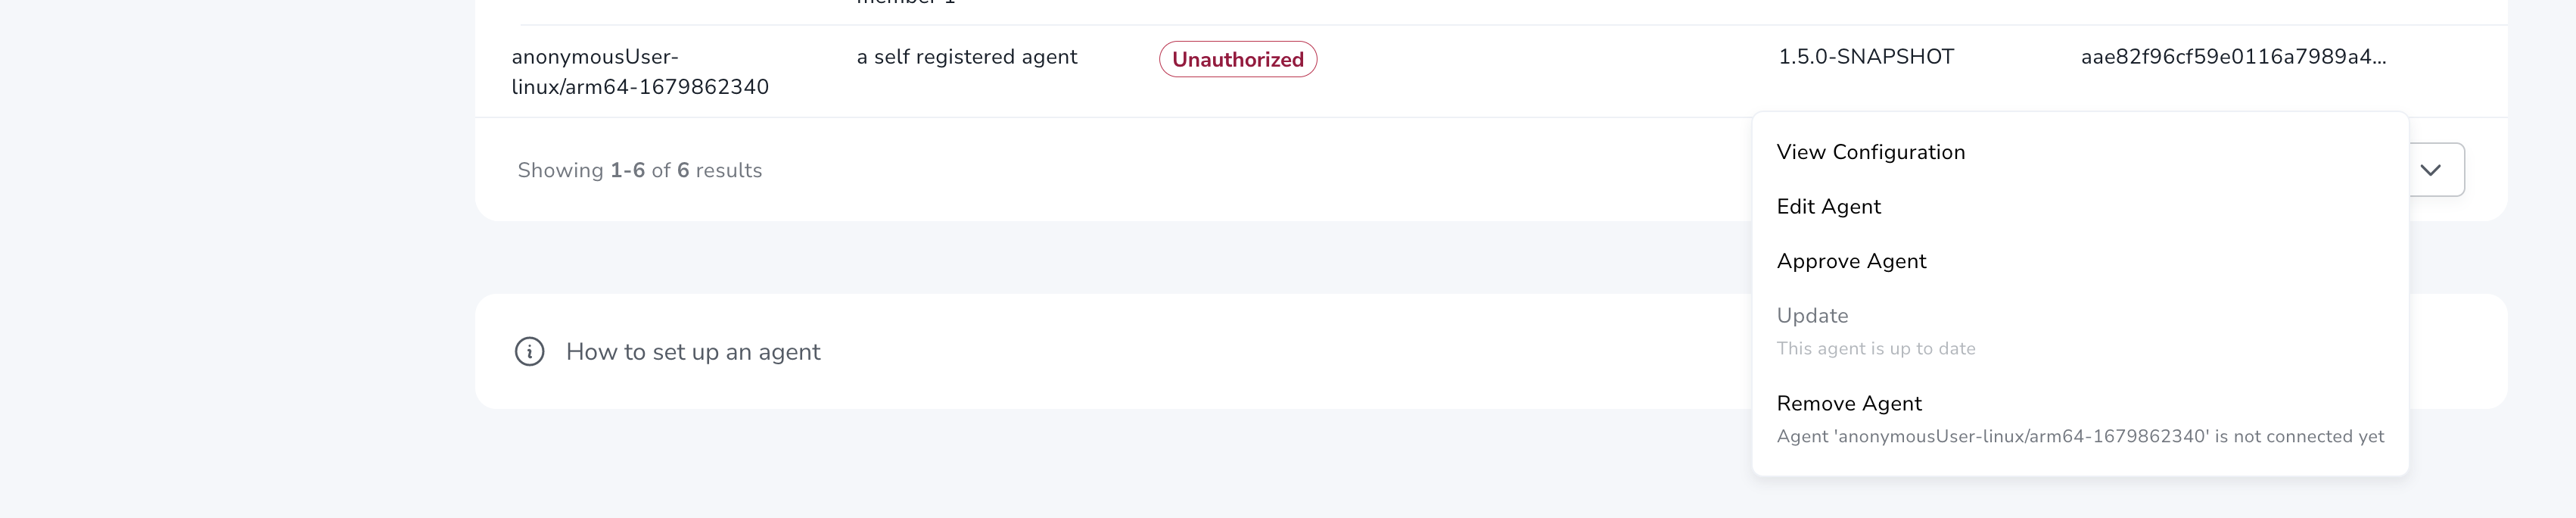 anonymousUser-
linux/arm64-1679862340
a self registered agent
Unauthorized
1.5.0-SNAPSHOT
aae82f96cf59e0116a7989a4...
Showing 1-6 of 6 results
View Configuration
Edit Agent
Approve Agent
Update
This agent is up to date
Remove Agent
Agent 'anonymousUser-linux/arm64-1679862340' is not connected yet
How to set up an agent